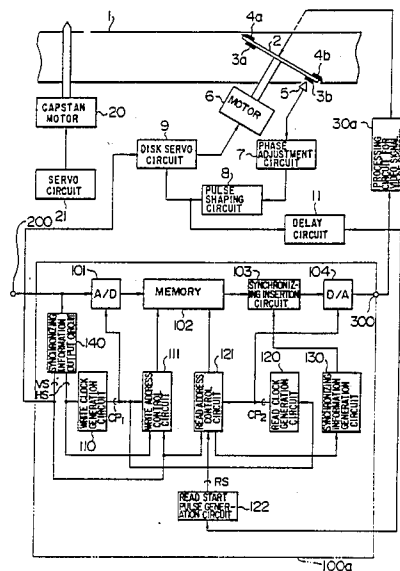 1
4a
2
3a
4b
5
3b
6
MOTOR
CAPSTAN
MOTOR
20
9
DISK SERVO
CIRCUIT
7
PHASE
ADJUSTMENT
CIRCUIT
30a
PROCESSING
CIRCUIT FOR
VIDEO SIGNAL
8
PULSE
SHAPING
CIRCUIT
SERVO
CIRCUIT
21
11
DELAY
CIRCUIT
200
101
A/D
MEMORY
102
103
SYNCHRONIZING
INSERTION
CIRCUIT
104
D/A
300
SYNCHRONIZING
INFORMATION
OUTPUT CIRCUIT
140
VS
HS
WRITE CLOCK
GENERATION
CIRCUIT
110
CP1
111
WRITE ADDRESS
CONTROL
CIRCUIT
121
READ ADDRESS
CONTROL
CIRCUIT
CP2
120
READ CLOCK
GENERATION
CIRCUIT
130
SYNCHRONIZING
INFORMATION
GENERATION
CIRCUIT
RS
READ START
PULSE GENER-
ATION CIRCUIT
122
100a